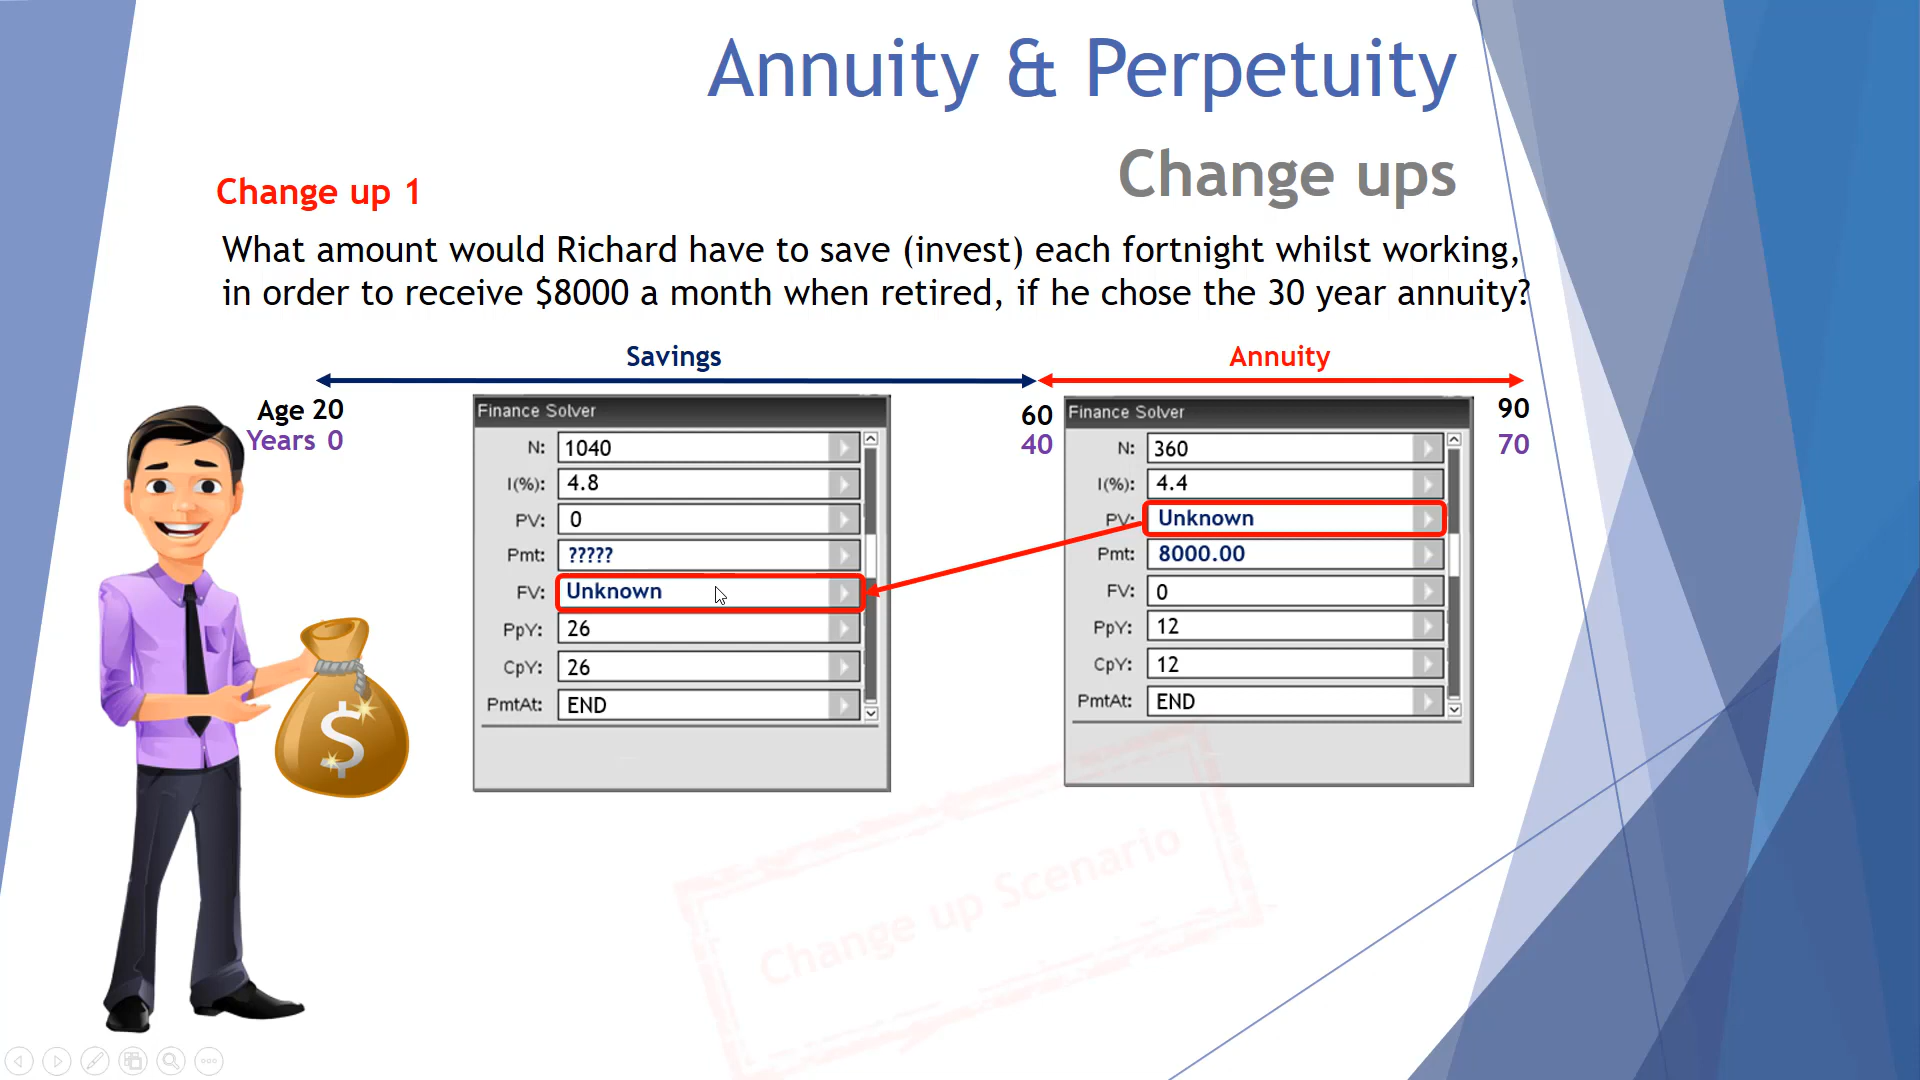 Annuity & Perpetuity
Change ups
Change up 1
What amount would Richard have to save (invest) each fortnight whilst working,
in order to receive $8000 a month when retired, if he chose the 30 year annuity?
Savings
Annuity
Age 20
Years 0
60
40
90
70
Finance Solver
N: 1040
I(%): 4.8
PV: 0
Pmt: ?????
FV: Unknown
PpY: 26
CpY: 26
PmtAt: END
Finance Solver
N: 360
I(%): 4.4
PV: Unknown
Pmt: 8000.00
FV: 0
PpY: 12
CpY: 12
PmtAt: END
$
Change up Scenario